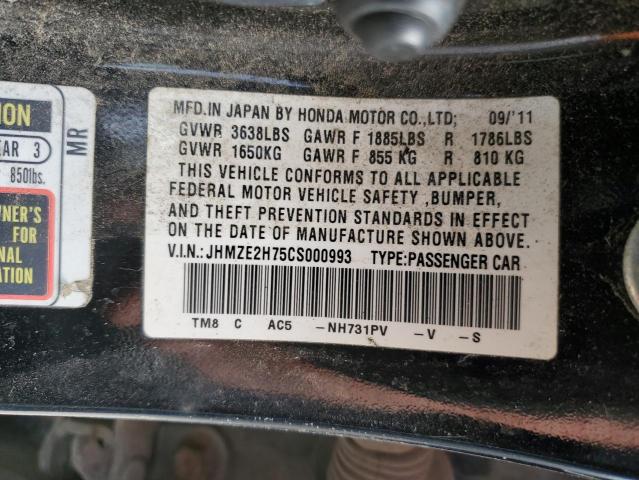 ION
EAR 3
850lbs.
WNER'S
FOR
NAL
ATION
MR
MFD.IN JAPAN BY HONDA MOTOR CO.,LTD; 09/'11
GVWR 3638LBS GAWR F 1885LBS R 1786LBS
GVWR 1650KG GAWR F 855 KG R 810 KG
THIS VEHICLE CONFORMS TO ALL APPLICABLE
FEDERAL MOTOR VEHICLE SAFETY ,BUMPER,
AND THEFT PREVENTION STANDARDS IN EFFECT
ON THE DATE OF MANUFACTURE SHOWN ABOVE.
V.I.N.: JHMZE2H75CS000993 TYPE:PASSENGER CAR
TM8 C AC5 -NH731PV -V -S